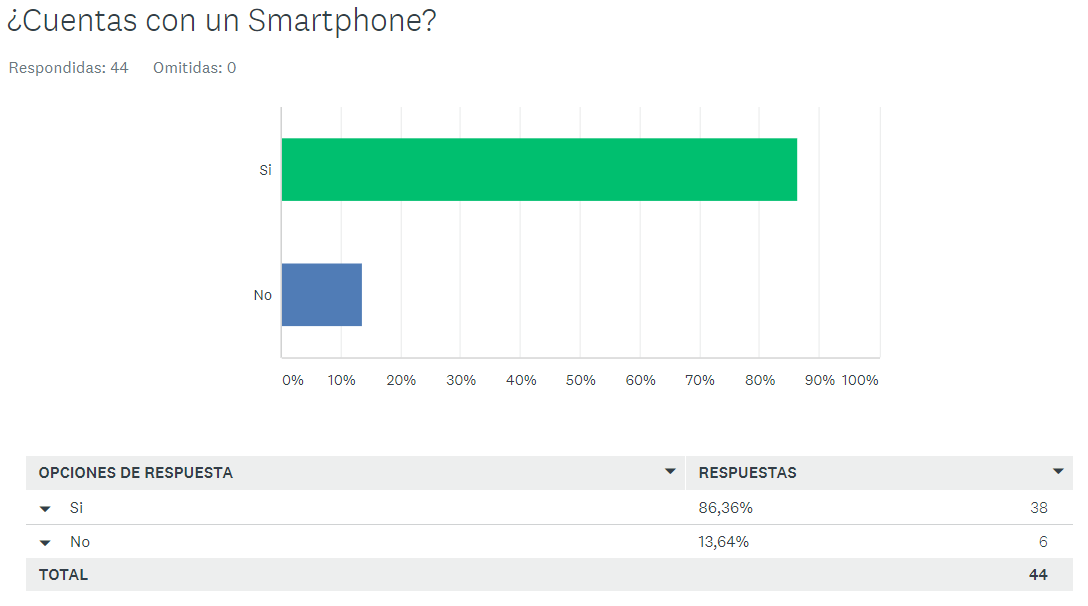 ¿Cuentas con un Smartphone?
Respondidas: 44 Omitidas: 0
Si
No
0% 10% 20% 30% 40% 50% 60% 70% 80% 90% 100%
OPCIONES DE RESPUESTA RESPUESTAS
Si 86,36% 38
No 13,64% 6
TOTAL 44